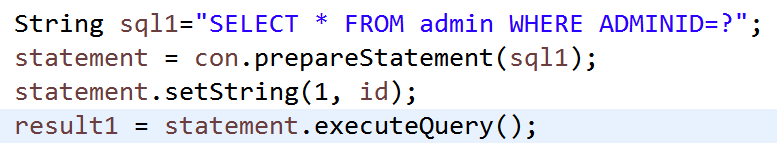 String sql1="SELECT * FROM admin WHERE ADMINID=?";
statement = con.prepareStatement(sql1);
statement.setString(1, id);
result1 = statement.executeQuery();